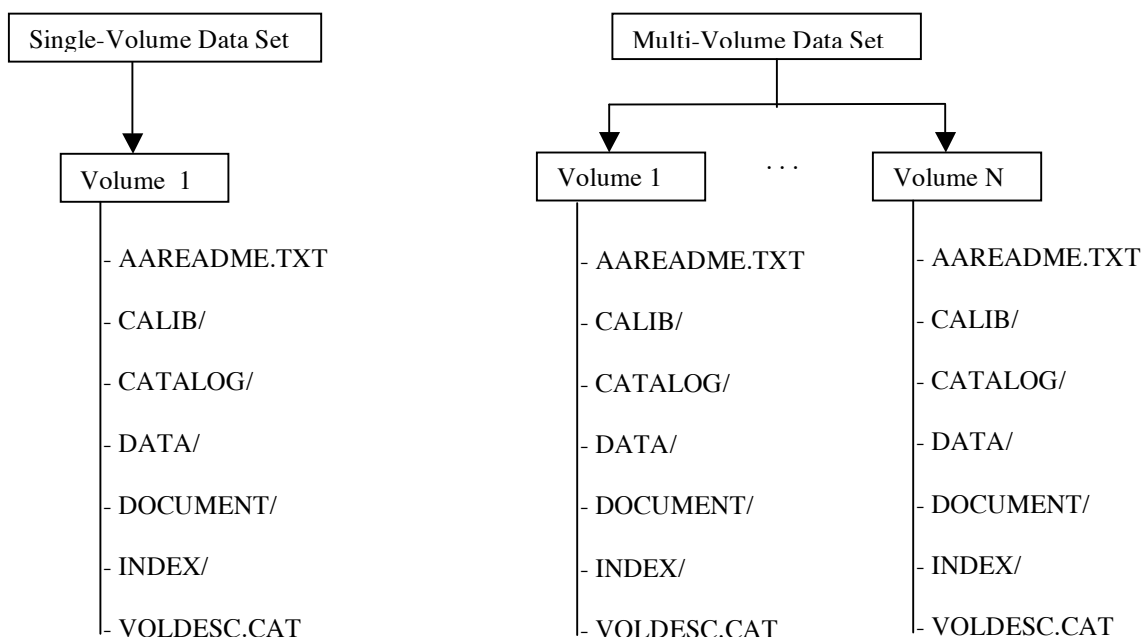 Single-Volume Data Set
Multi-Volume Data Set
Volume 1
Volume 1
. . .
Volume N
- AAREADME.TXT
- CALIB/
- CATALOG/
- DATA/
- DOCUMENT/
- INDEX/
- VOLDESC.CAT
- AAREADME.TXT
- CALIB/
- CATALOG/
- DATA/
- DOCUMENT/
- INDEX/
- VOLDESC.CAT
- AAREADME.TXT
- CALIB/
- CATALOG/
- DATA/
- DOCUMENT/
- INDEX/
- VOLDESC.CAT